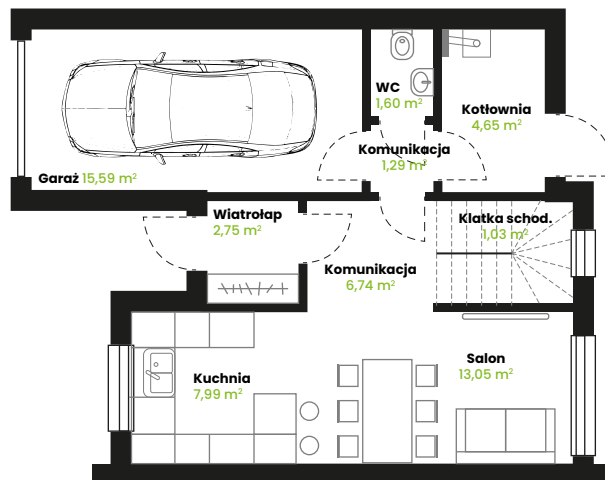 WC
1,60 m²
Kotłownia
4,65 m²
Komunikacja
1,29 m²
Garaż 15,59 m²
Wiatrołap
2,75 m²
Klatka schod.
1,03 m²
Komunikacja
6,74 m²
Kuchnia
7,99 m²
Salon
13,05 m²